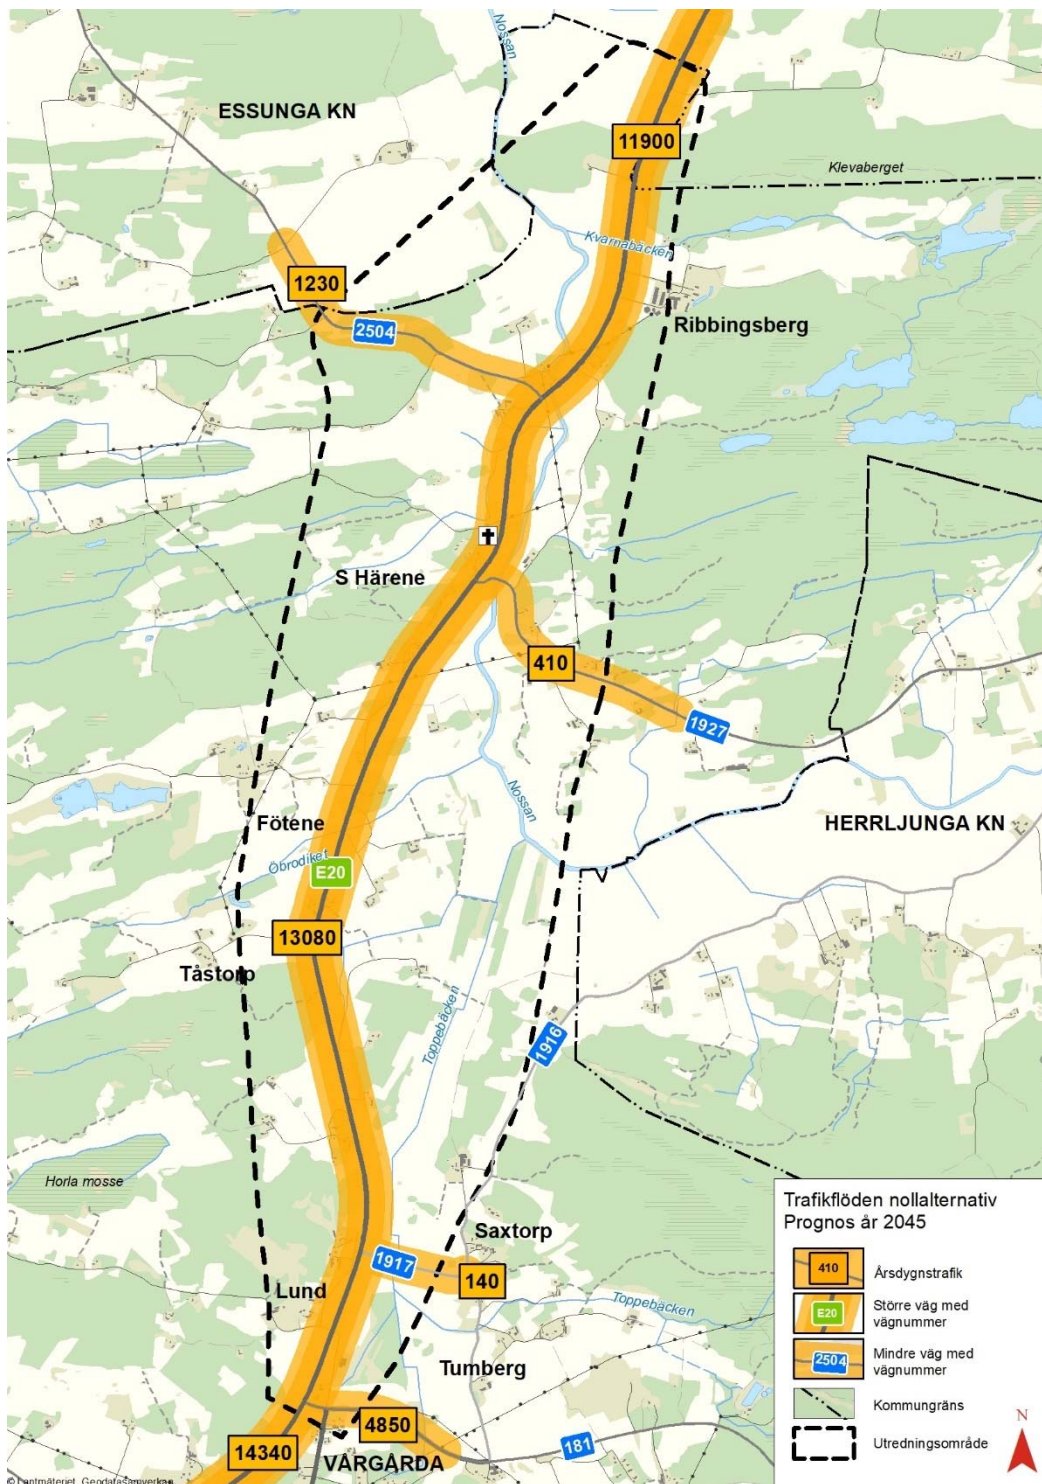 Nossan
ESSUNGA KN
11900
Klevaberget
Kvarnabäcken
1230
2504
Ribbingsberg
S Härene
410
1927
Nossan
HERRLJUNGA KN
Fötene
Öbrodiket
E20
13080
Tåstorp
Toppebäcken
1916
Horla mosse
Saxtorp
1917
140
Lund
Toppebäcken
Tumberg
4850
181
14340
VÅRGÅRDA
© Lantmäteriet, Geodatasamverkan
Trafikflöden nollalternativ
Prognos år 2045
410
Årsdygnstrafik
E20
Större väg med
vägnummer
2504
Mindre väg med
vägnummer
Kommungräns
Utredningsområde
N